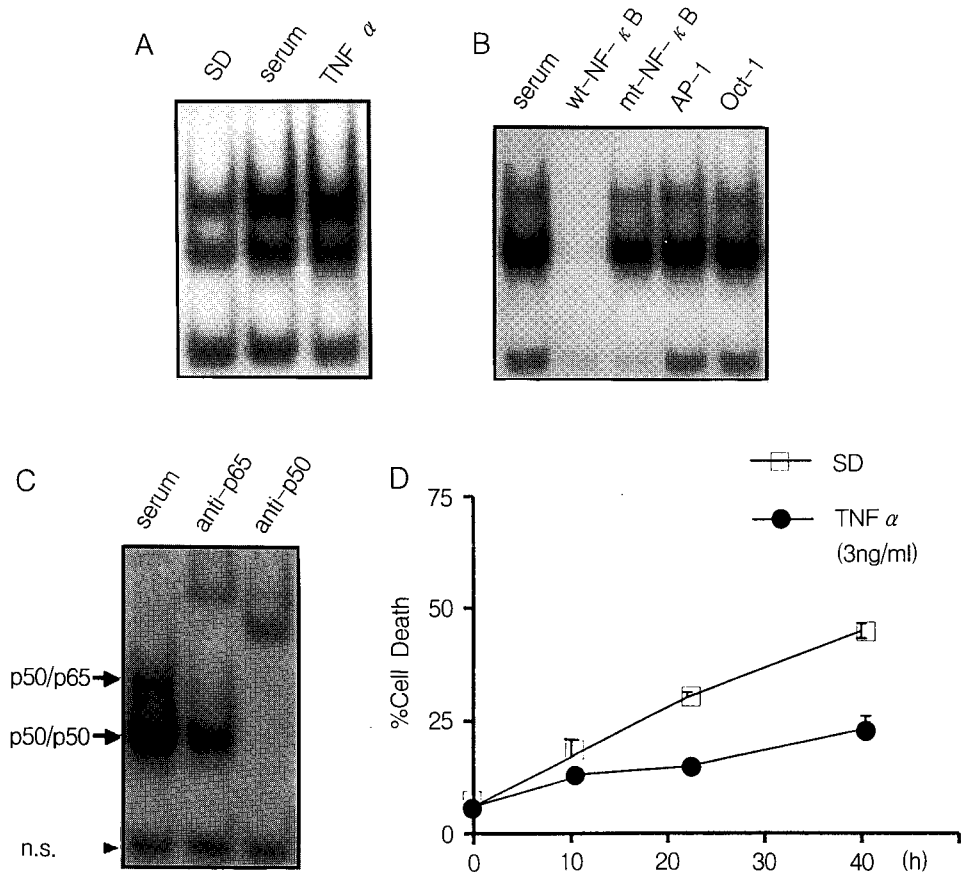 A
SD
serum
TNF α
B
serum
wt-NF-κB
mt-NF-κB
AP-1
Oct-1
C
serum
anti-p65
anti-p50
p50/p65
p50/p50
n.s.
D
SD
TNF α
(3ng/ml)
%Cell Death
75
50
25
0
0 10 20 30 40 (h)